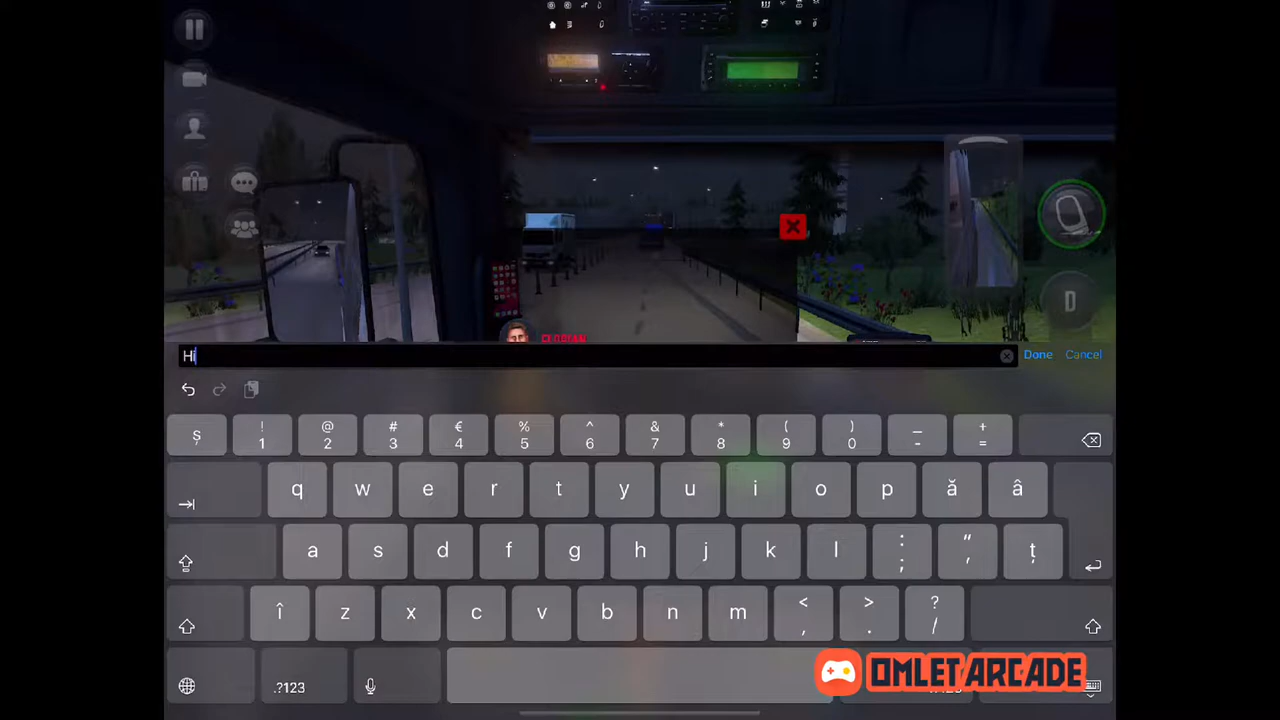 D
Hi
Done Cancel
Ș ! 1 @ 2 # 3 € 4 % 5 ^ 6 & 7 * 8 ( 9 ) 0 _ - + =
q w e r t y u i o p ă â
a s d f g h j k l : ; " ' ț
î z x c v b n m < , > . ? /
.?123
OMLET ARCADE